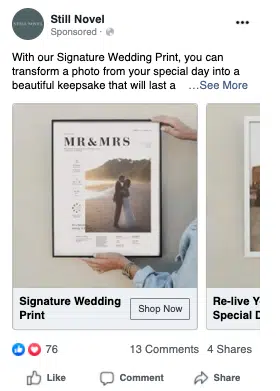 STILL NOVEL
Still Novel
Sponsored ·
...
With our Signature Wedding Print, you can
transform a photo from your special day into a
beautiful keepsake that will last a ...See More
MR&MRS
Signature Wedding
Print
Shop Now
Re-live Y
Special D
76
13 Comments 4 Shares
Like
Comment
Share